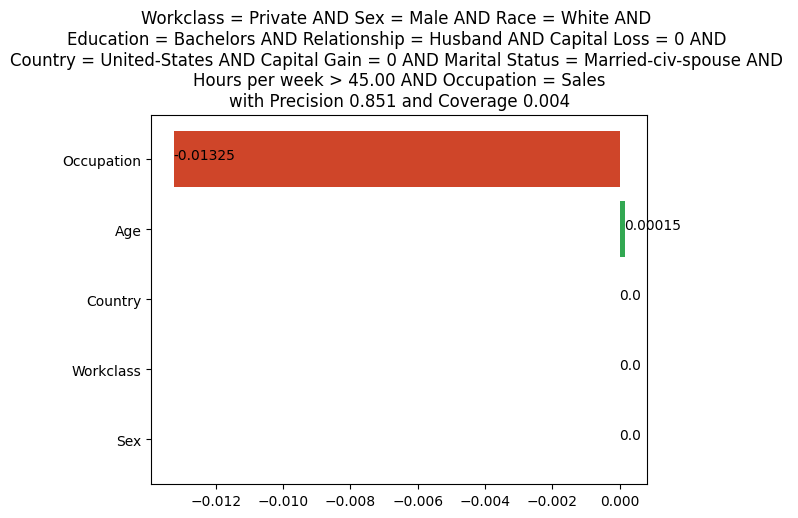 Workclass = Private AND Sex = Male AND Race = White AND
Education = Bachelors AND Relationship = Husband AND Capital Loss = 0 AND
Country = United-States AND Capital Gain = 0 AND Marital Status = Married-civ-spouse AND
Hours per week > 45.00 AND Occupation = Sales
with Precision 0.851 and Coverage 0.004
Occupation
-0.01325
Age
0.00015
Country
0.0
Workclass
0.0
Sex
0.0
−0.012 −0.010 −0.008 −0.006 −0.004 −0.002 0.000